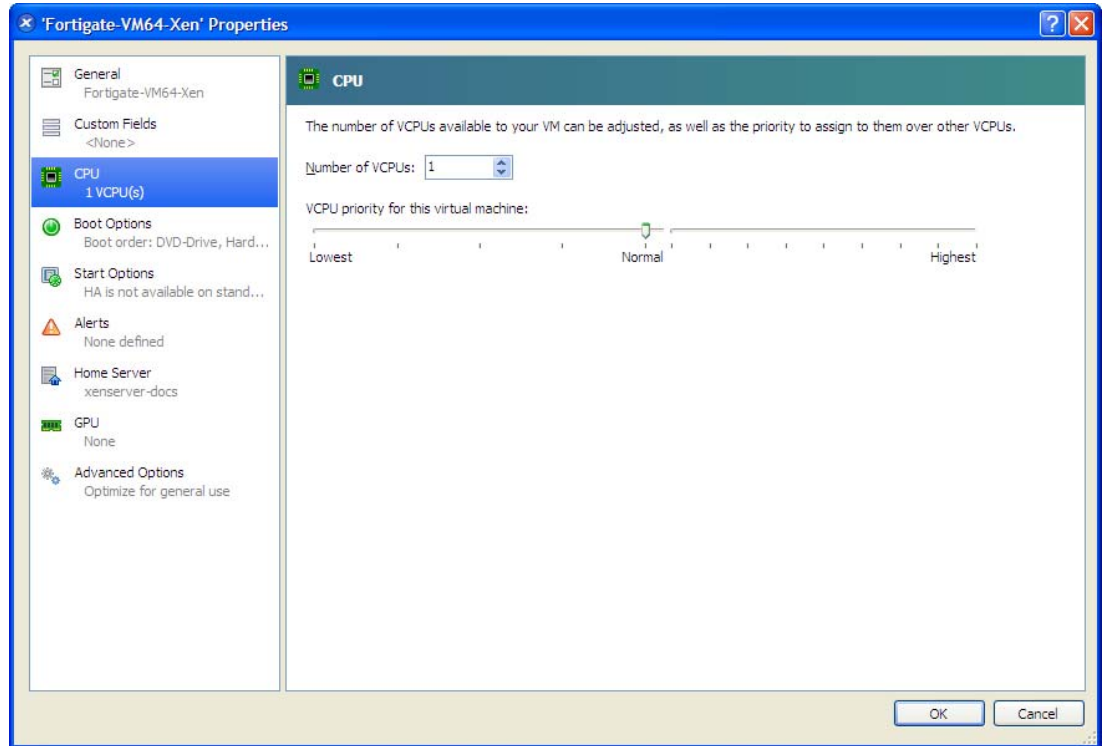 'Fortigate-VM64-Xen' Properties
General
Fortigate-VM64-Xen
Custom Fields
<None>
CPU
1 VCPU(s)
Boot Options
Boot order: DVD-Drive, Hard...
Start Options
HA is not available on stand...
Alerts
None defined
Home Server
xenserver-docs
GPU
None
Advanced Options
Optimize for general use
CPU
The number of VCPUs available to your VM can be adjusted, as well as the priority to assign to them over other VCPUs.
Number of VCPUs: 1
VCPU priority for this virtual machine:
Lowest Normal Highest
OK Cancel